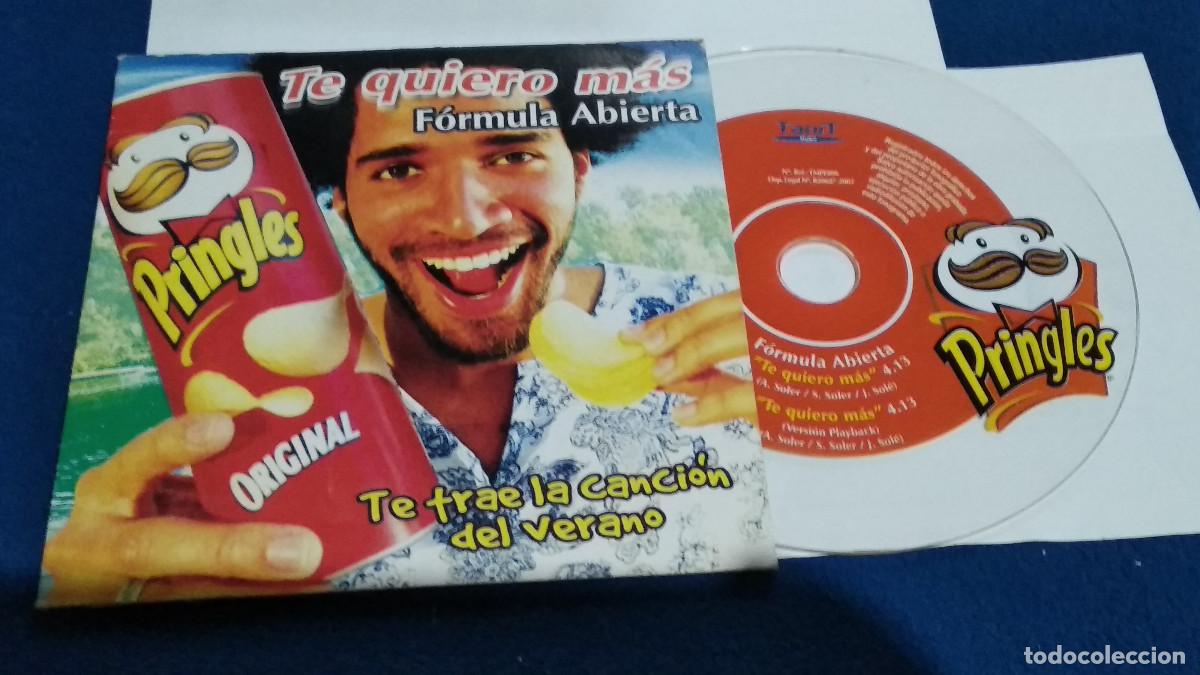 Te quiero más
Fórmula Abierta
Pringles
ORIGINAL
Te trae la canción
del verano
Fórmula Abierta
"Te quiero más" 4.13
(A. Soler / S. Soler / J. Solé)
"Te quiero más" 4.13
(Versión Playback)
(A. Soler / S. Soler / J. Solé)
Pringles
todocoleccion